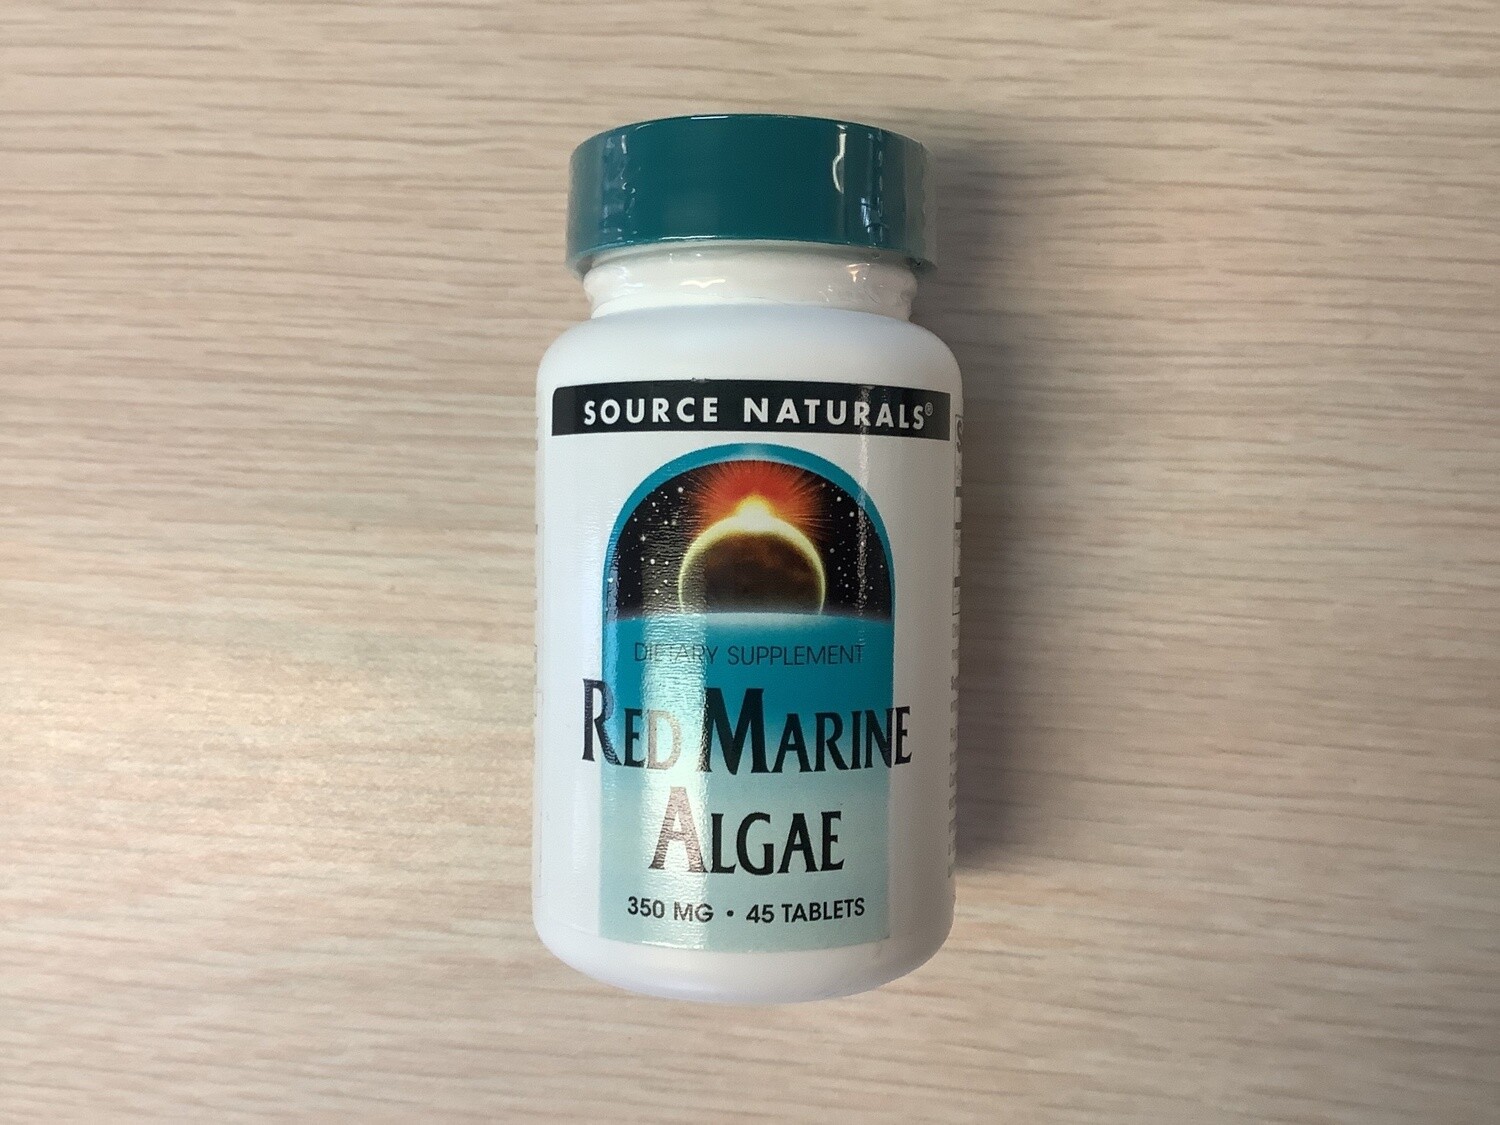 SOURCE NATURALS®
DIETARY SUPPLEMENT
RED MARINE
ALGAE
350 MG • 45 TABLETS